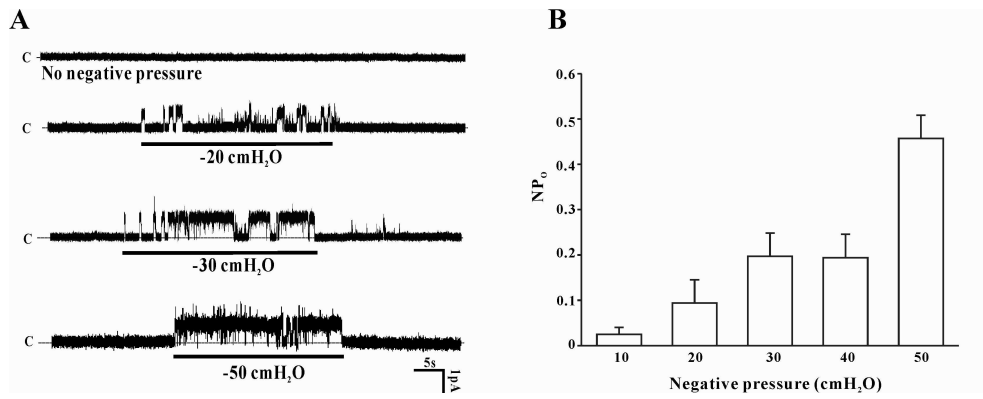 A
C
No negative pressure
C
-20 cmH₂O
C
-30 cmH₂O
C
-50 cmH₂O
5s
1pA
B
0.6
0.5
0.4
0.3
0.2
0.1
0
NPO
10 20 30 40 50
Negative pressure (cmH₂O)